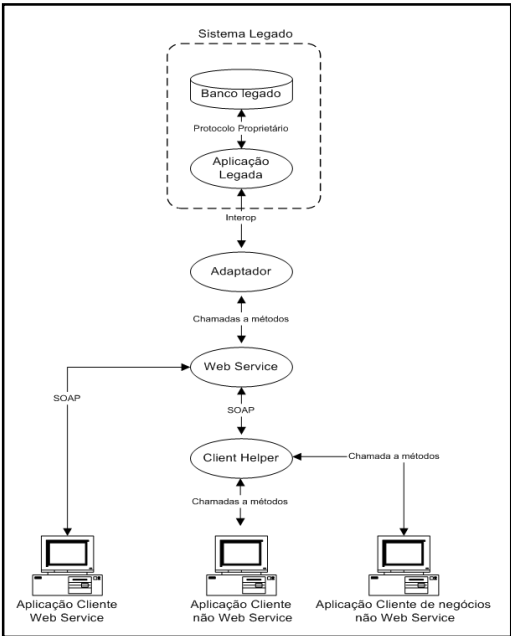 Sistema Legado
Banco legado
Protocolo Proprietário
Aplicação
Legada
Interop
Adaptador
Chamadas a métodos
Web Service
SOAP
SOAP
Client Helper
Chamada a métodos
Chamadas a métodos
Aplicação Cliente
Web Service
Aplicação Cliente
não Web Service
Aplicação Cliente de negócios
não Web Service